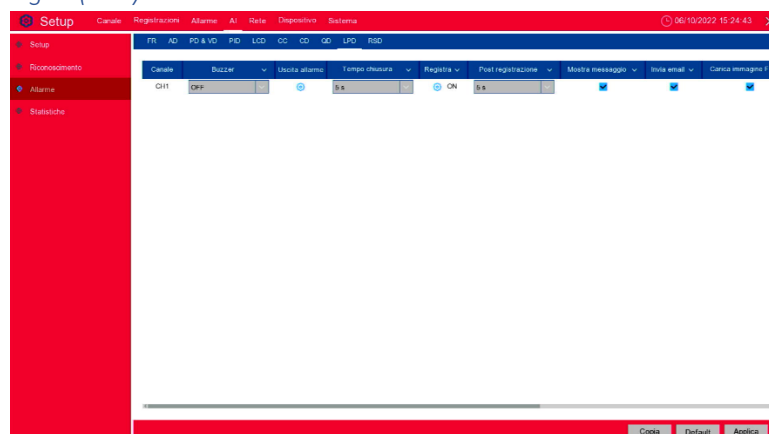 Setup Canale Registrazioni Allarme AI Rete Dispositivo Sistema 06/10/2022 15:24:43
Setup FR AD PD & VD PID LCD CC CD QD LPD RSD
Riconoscimento Canale Buzzer Uscita allarme Tempo chiusura Registra Post registrazione Mostra messaggio Invia email Carica immagine F
Allarme CH1 OFF 5 s ON 5 s
Statistiche
Copia Default Applica